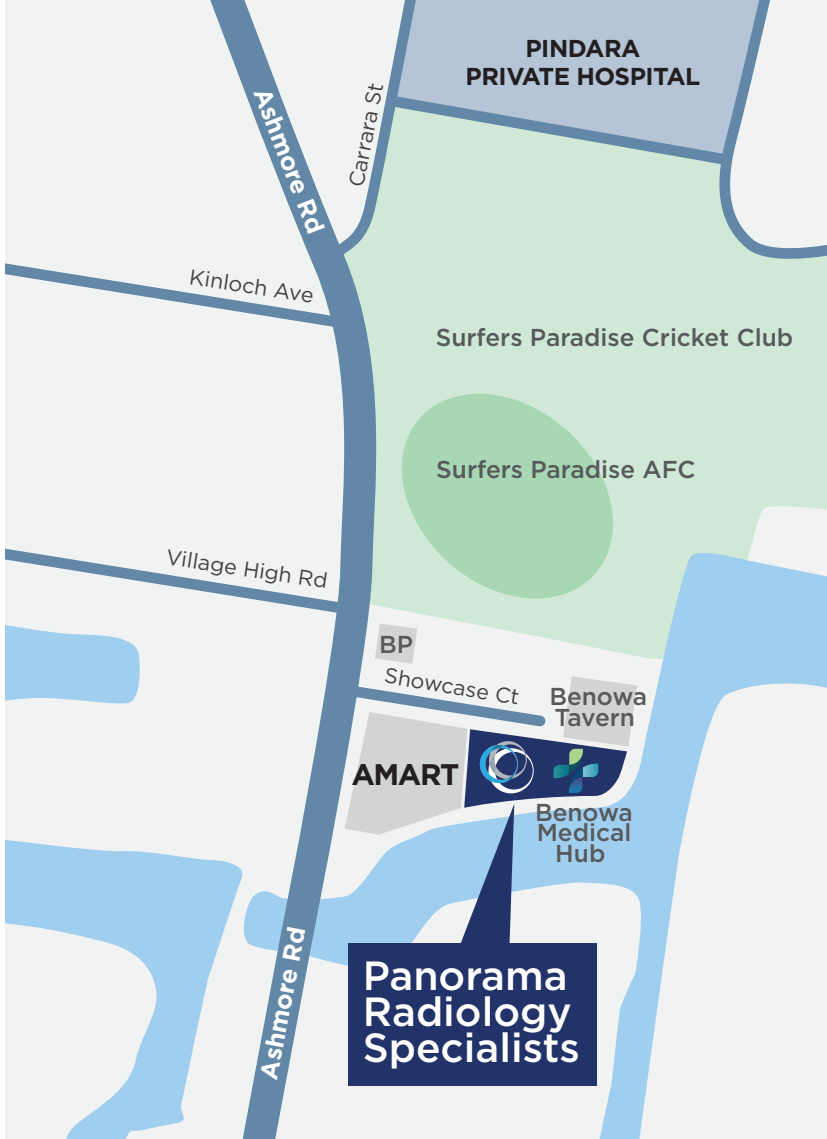 PINDARA
PRIVATE HOSPITAL
Ashmore Rd
Carrara St
Kinloch Ave
Surfers Paradise Cricket Club
Surfers Paradise AFC
Village High Rd
BP
Showcase Ct
Benowa
Tavern
AMART
Benowa
Medical
Hub
Ashmore Rd
Panorama
Radiology
Specialists